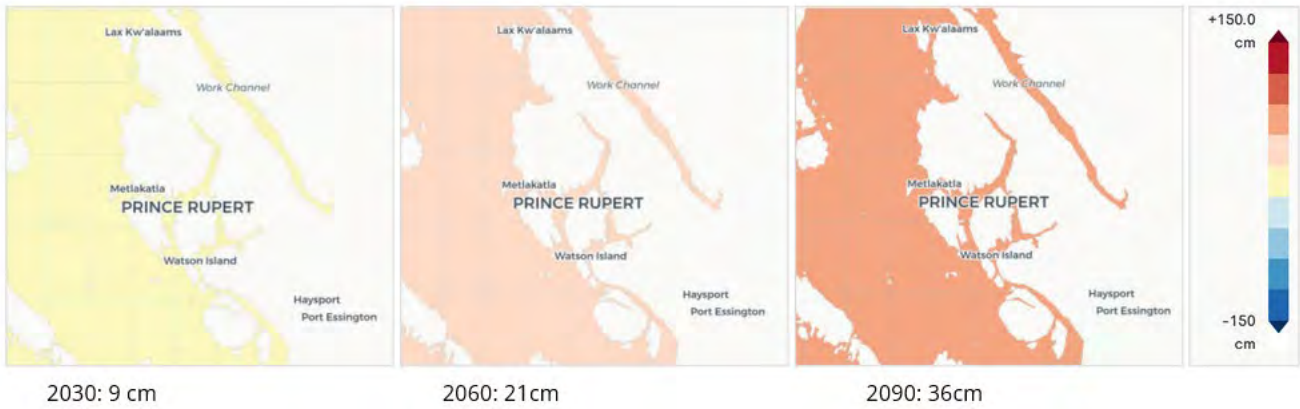 Lax Kw'alaams
Work Channel
Metlakatla
PRINCE RUPERT
Watson Island
Haysport
Port Essington
2030: 9 cm
Lax Kw'alaams
Work Channel
Metlakatla
PRINCE RUPERT
Watson Island
Haysport
Port Essington
2060: 21cm
Lax Kw'alaams
Work Channel
Metlakatla
PRINCE RUPERT
Watson Island
Haysport
Port Essington
2090: 36cm
+150.0
cm
-150
cm